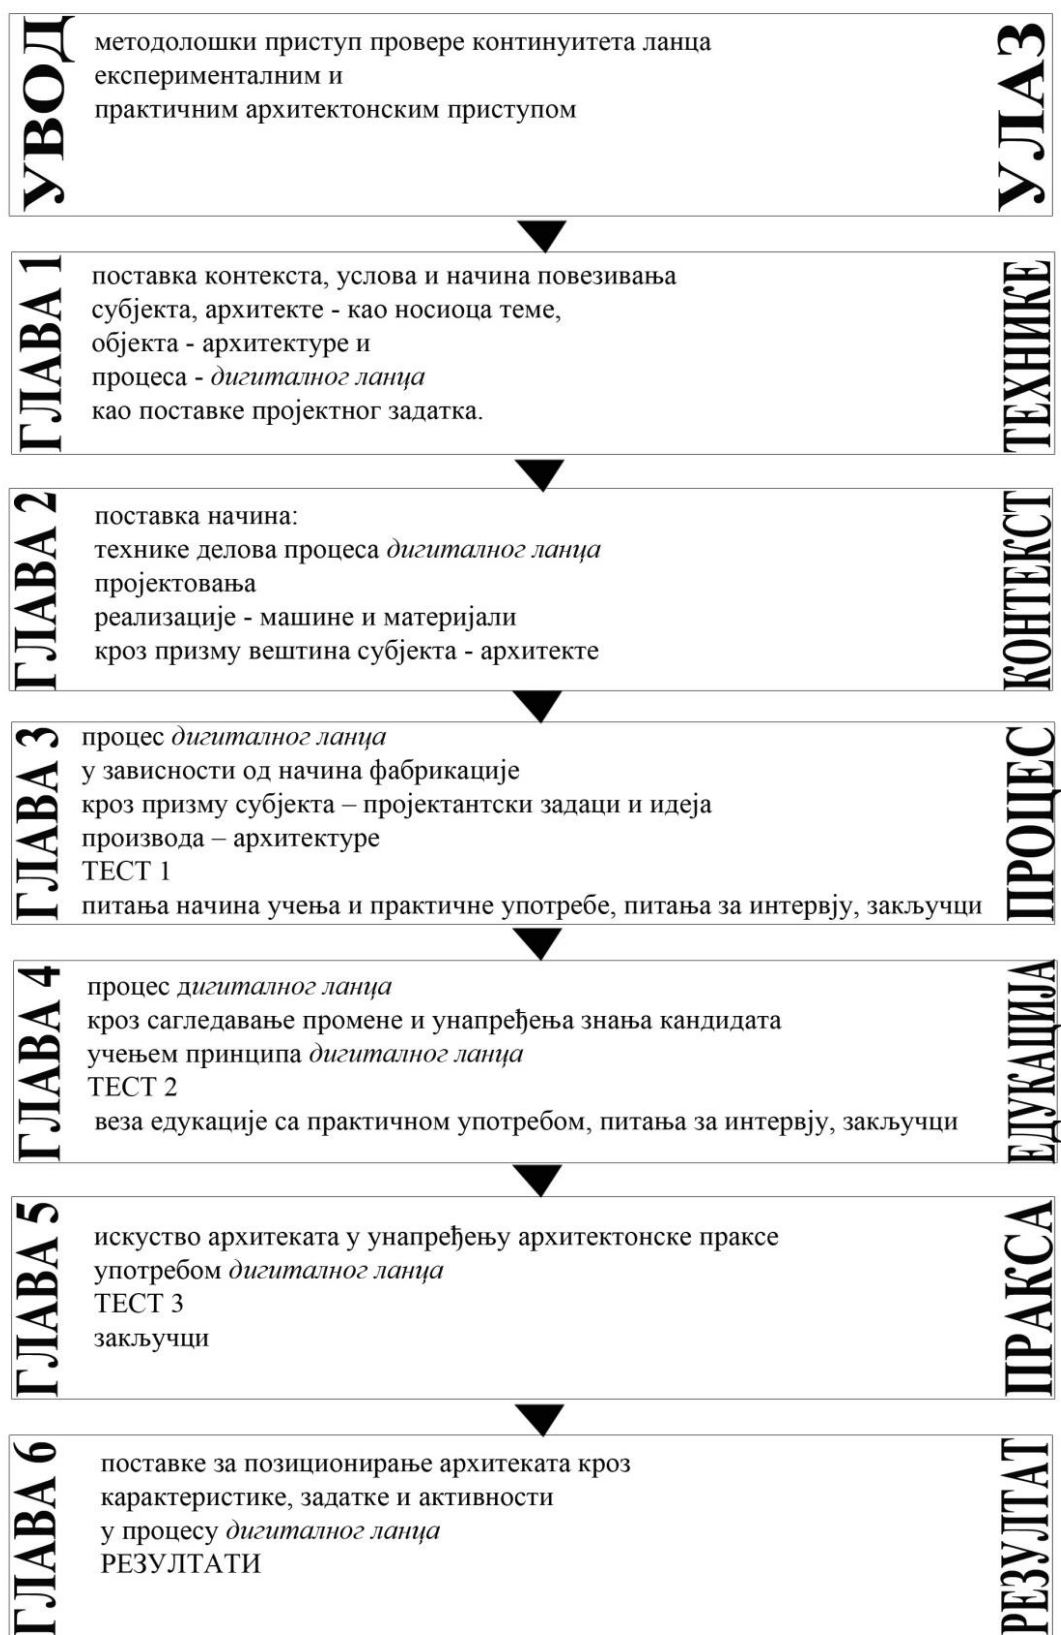 УВОД
методолошки приступ провере континуитета ланца
експерименталним и
практичним архитектонским приступом
УЛАЗ
ГЛАВА 1
поставка контекста, услова и начина повезивања
субјекта, архитекте - као носиоца теме,
објекта - архитектуре и
процеса - дигиталног ланца
као поставке пројектног задатка.
ТЕХНИКЕ
ГЛАВА 2
поставка начина:
технике делова процеса дигиталног ланца
пројектовања
реализације - машине и материјали
кроз призму вештина субјекта - архитекте
КОНТЕКСТ
ГЛАВА 3
процес дигиталног ланца
у зависности од начина фабрикације
кроз призму субјекта – пројектантски задаци и идеја
производа – архитектуре
ТЕСТ 1
питања начина учења и практичне употребе, питања за интервју, закључци
ПРОЦЕС
ГЛАВА 4
процес дигиталног ланца
кроз сагледавање промене и унапређења знања кандидата
учењем принципа дигиталног ланца
ТЕСТ 2
веза едукације са практичном употребом, питања за интервју, закључци
ЕДУКАЦИЈА
ГЛАВА 5
искуство архитеката у унапређењу архитектонске праксе
употребом дигиталног ланца
ТЕСТ 3
закључци
ПРАКСА
ГЛАВА 6
поставке за позиционирање архитеката кроз
карактеристике, задатке и активности
у процесу дигиталног ланца
РЕЗУЛТАТИ
РЕЗУЛТАТ